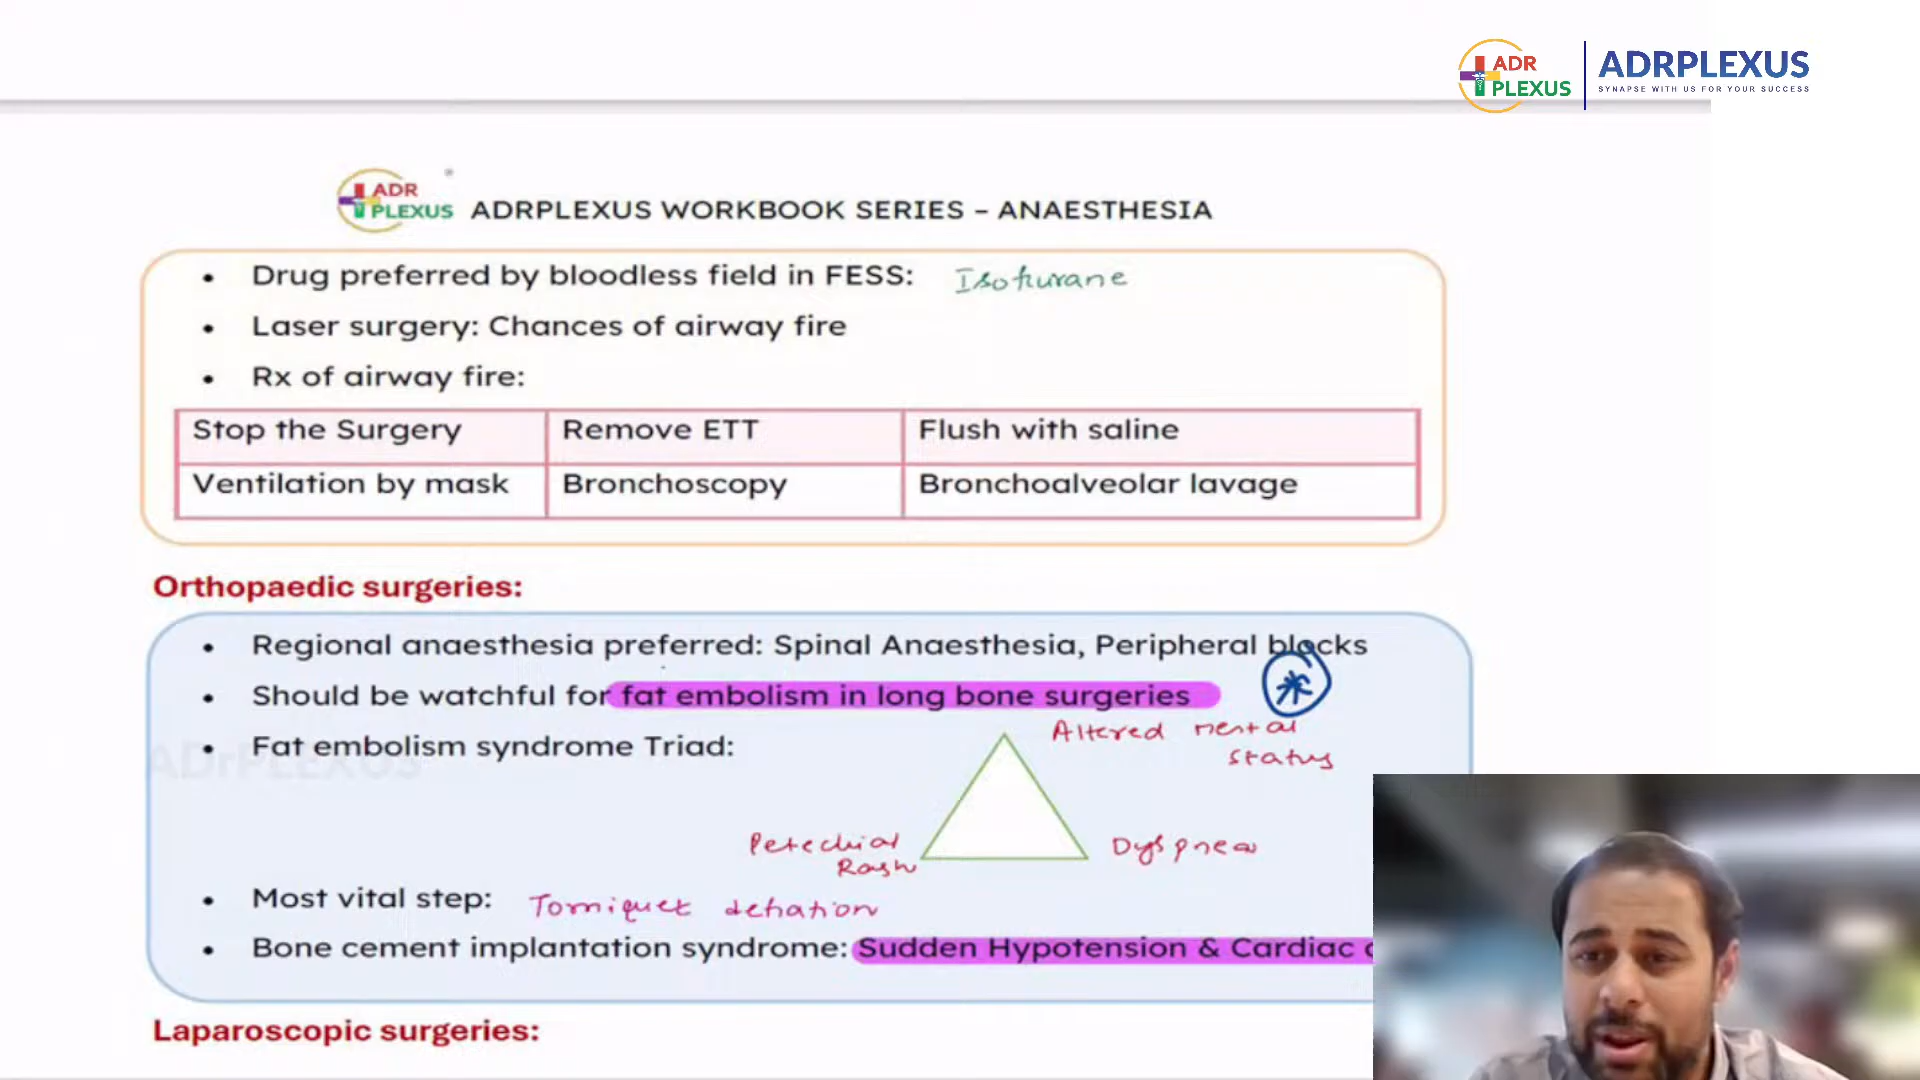 ADR
PLEXUS
ADRPLEXUS
SYNAPSE WITH US FOR YOUR SUCCESS
ADR
PLEXUS
ADRPLEXUS WORKBOOK SERIES – ANAESTHESIA
• Drug preferred by bloodless field in FESS: Isoflurane
• Laser surgery: Chances of airway fire
• Rx of airway fire:
Stop the Surgery Remove ETT Flush with saline
Ventilation by mask Bronchoscopy Bronchoalveolar lavage
Orthopaedic surgeries:
• Regional anaesthesia preferred: Spinal Anaesthesia, Peripheral blocks
• Should be watchful for fat embolism in long bone surgeries
Altered mental
status
• Fat embolism syndrome Triad:
ADrPLEXUS
Petechial
Rash
Dyspnea
• Most vital step: Torniquet deflation
• Bone cement implantation syndrome: Sudden Hypotension & Cardiac
Laparoscopic surgeries: